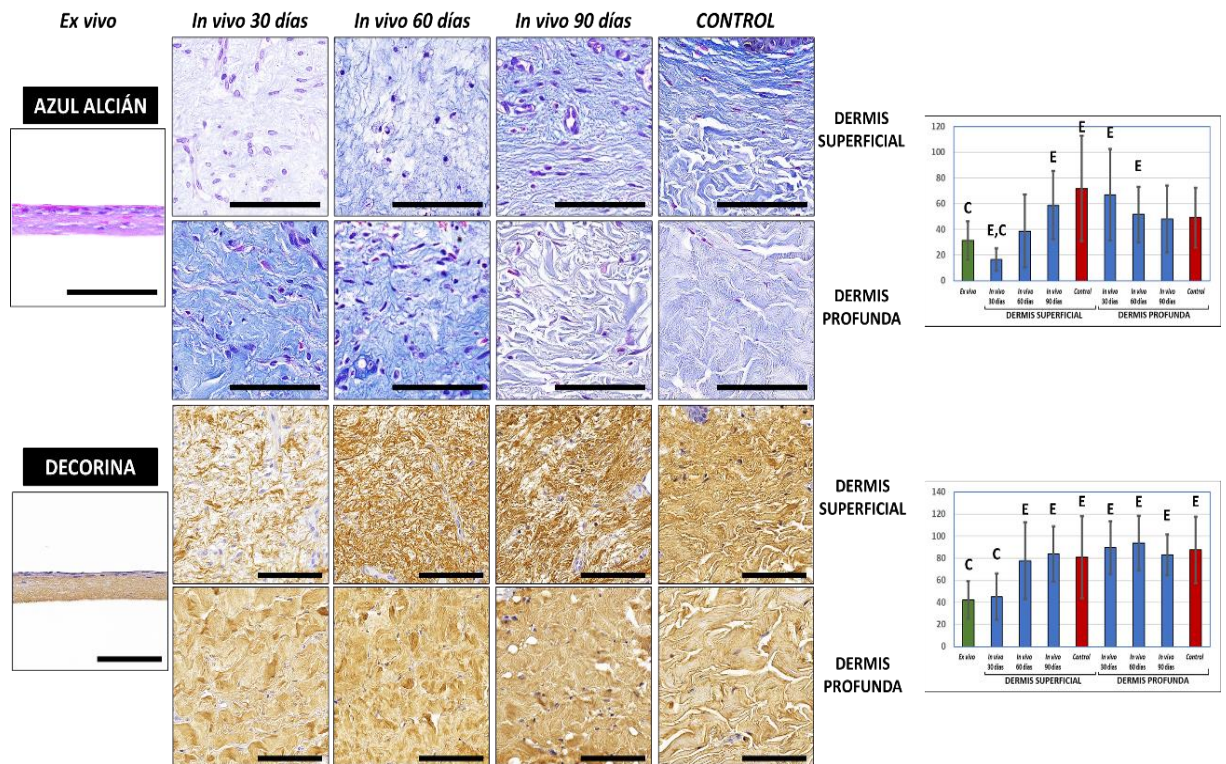 Ex vivo
In vivo 30 días
In vivo 60 días
In vivo 90 días
CONTROL
AZUL ALCIÁN
DERMIS
SUPERFICIAL
DERMIS
PROFUNDA
120
100
80
60
40
20
0
C
E,C
E
E
E
E
Ex vivo
In vivo
30 días
In vivo
60 días
In vivo
90 días
Control
In vivo
30 días
In vivo
60 días
In vivo
90 días
Control
DERMIS SUPERFICIAL
DERMIS PROFUNDA
DECORINA
DERMIS
SUPERFICIAL
DERMIS
PROFUNDA
140
120
100
80
60
40
20
0
C
C
E
E
E
E
E
E
E
Ex vivo
In vivo
30 días
In vivo
60 días
In vivo
90 días
Control
In vivo
30 días
In vivo
60 días
In vivo
90 días
Control
DERMIS SUPERFICIAL
DERMIS PROFUNDA